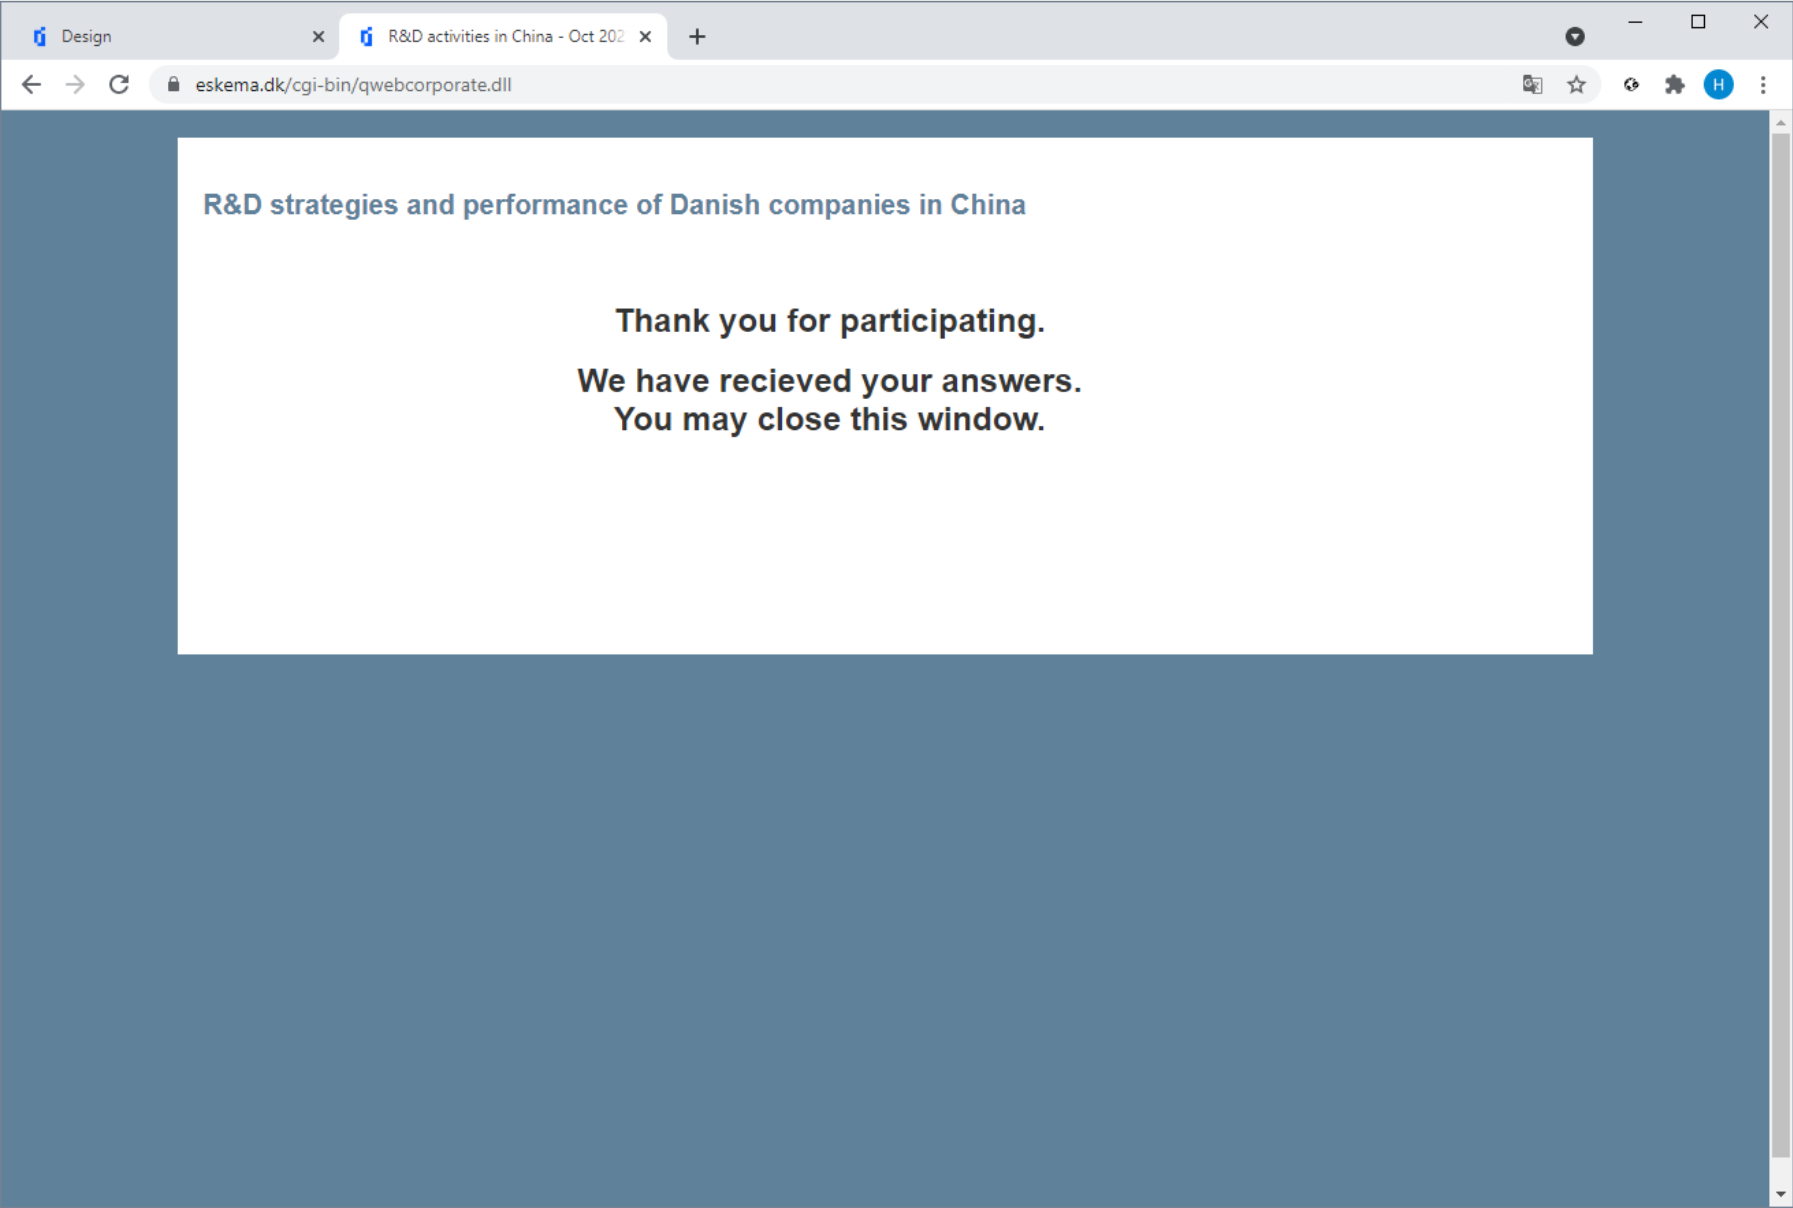 Design
R&D activities in China - Oct 202
eskema.dk/cgi-bin/qwebcorporate.dll
H
R&D strategies and performance of Danish companies in China
Thank you for participating.
We have recieved your answers.
You may close this window.